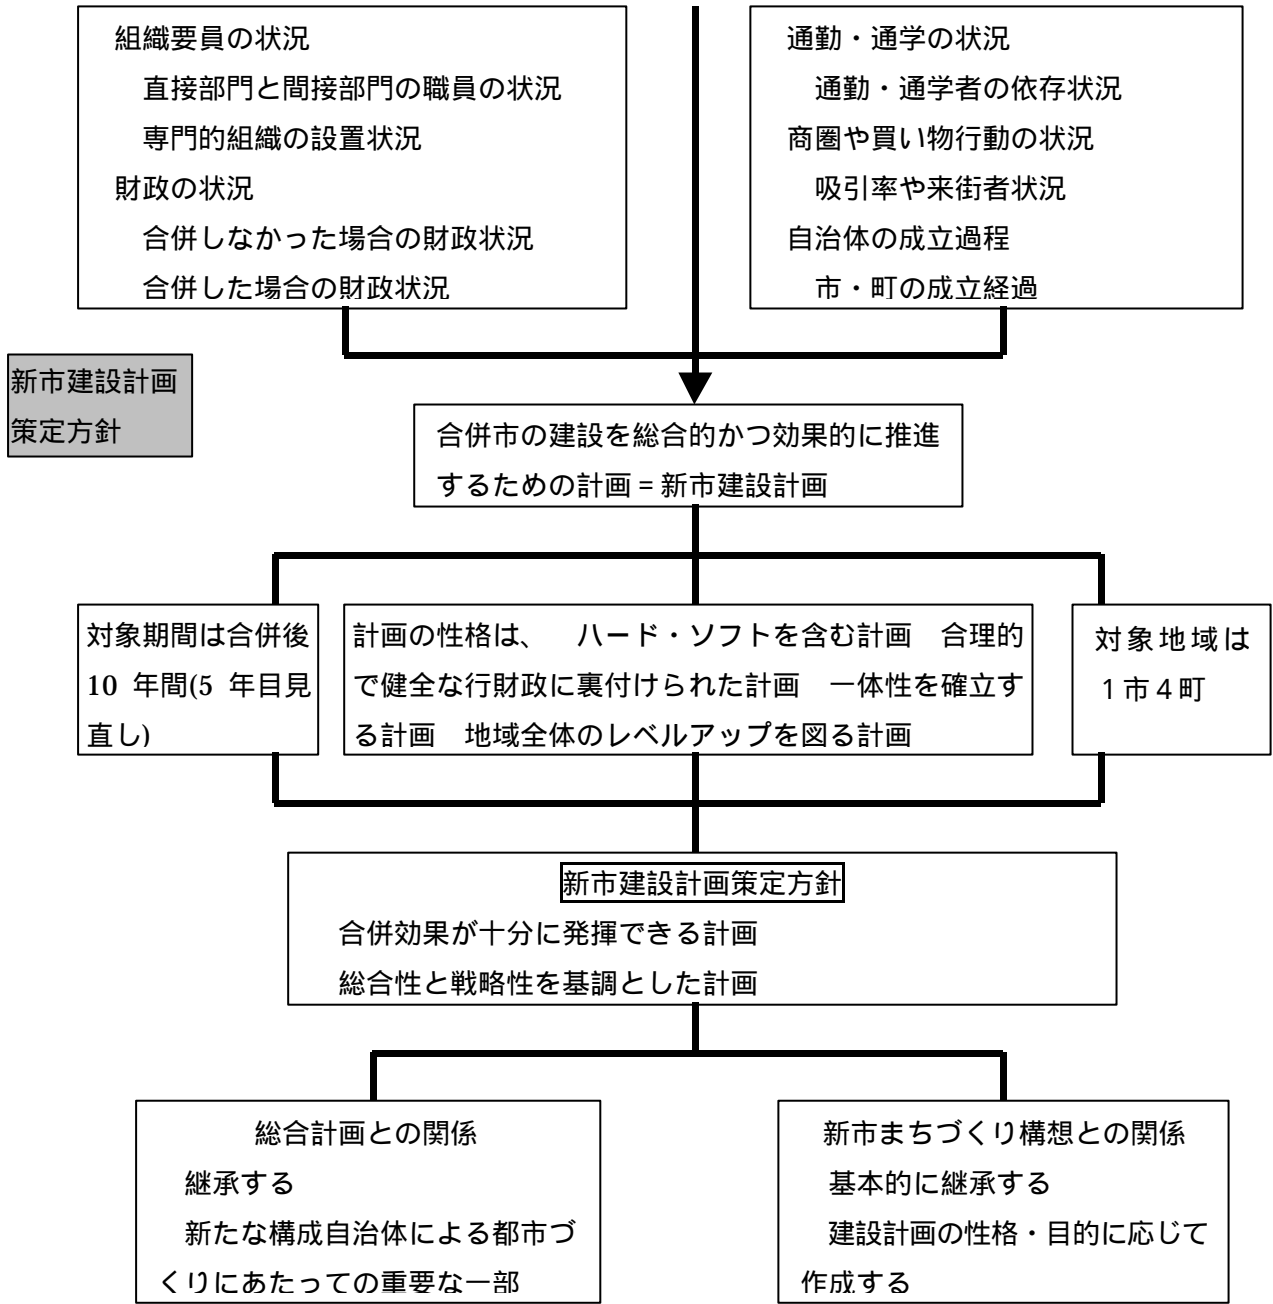 組織要員の状況
直接部門と間接部門の職員の状況
専門的組織の設置状況
財政の状況
合併しなかった場合の財政状況
合併した場合の財政状況
通勤・通学の状況
通勤・通学者の依存状況
商圏や買い物行動の状況
吸引率や来街者状況
自治体の成立過程
市・町の成立経過
新市建設計画
策定方針
合併市の建設を総合的かつ効果的に推進
するための計画＝新市建設計画
対象期間は合併後
10 年間(5 年目見
直し)
計画の性格は、　ハード・ソフトを含む計画　合理的
で健全な行財政に裏付けられた計画　一体性を確立す
る計画　地域全体のレベルアップを図る計画
対象地域は
１市４町
新市建設計画策定方針
合併効果が十分に発揮できる計画
総合性と戦略性を基調とした計画
総合計画との関係
継承する
新たな構成自治体による都市づ
くりにあたっての重要な一部
新市まちづくり構想との関係
基本的に継承する
建設計画の性格・目的に応じて
作成する